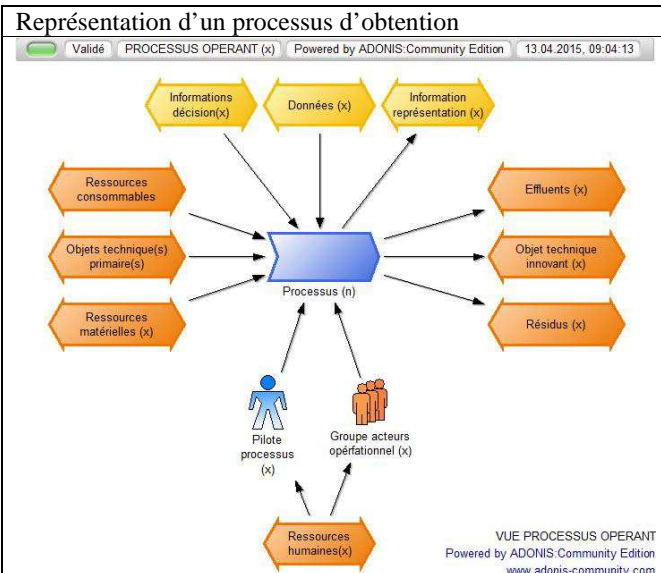 Représentation d'un processus d'obtention
Validé PROCESSUS OPERANT (x) Powered by ADONIS:Community Edition 13.04.2015, 09:04:13
Informations
décision(x)
Données (x)
Information
représentation (x)
Ressources
consommables
Effluents (x)
Objets technique(s)
primaire(s)
Objet technique
innovant (x)
Processus (n)
Ressources
matérielles (x)
Résidus (x)
Pilote
processus
(x)
Groupe acteurs
opérfationnel (x)
Ressources
humaines(x)
VUE PROCESSUS OPERANT
Powered by ADONIS:Community Edition
www.adonis-community.com